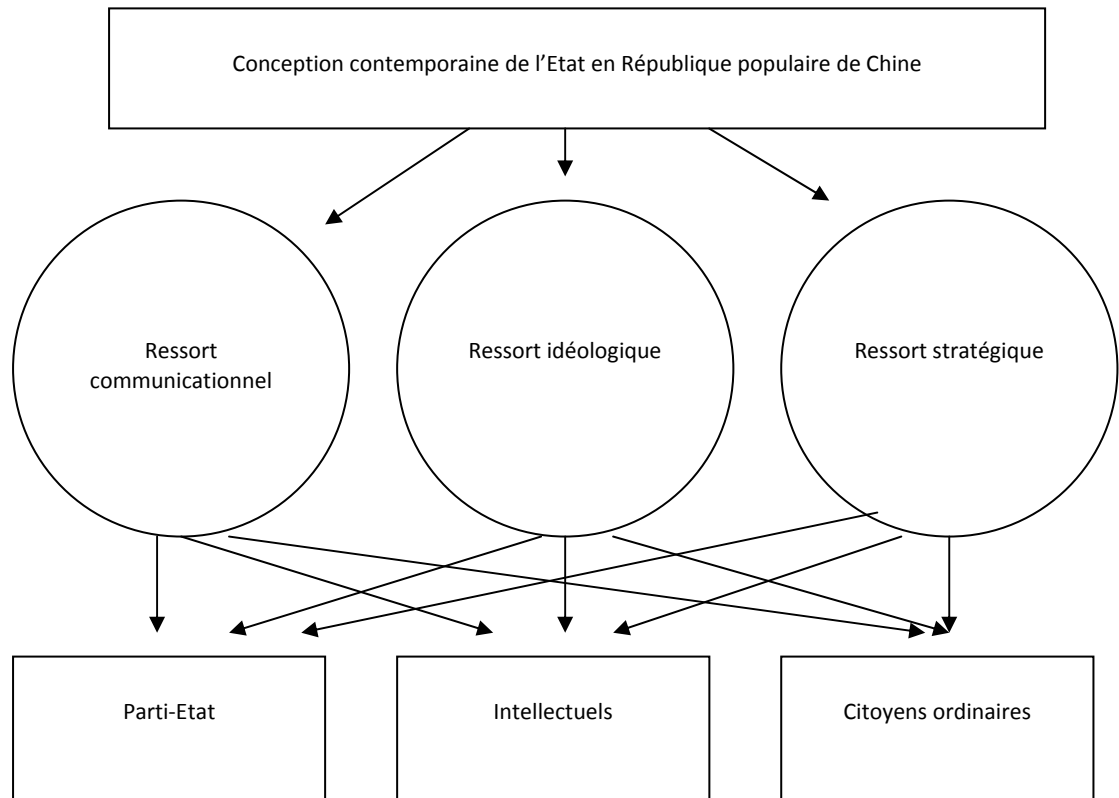 Conception contemporaine de l’Etat en République populaire de Chine
Ressort
communicationnel
Ressort idéologique
Ressort stratégique
Parti-Etat
Intellectuels
Citoyens ordinaires